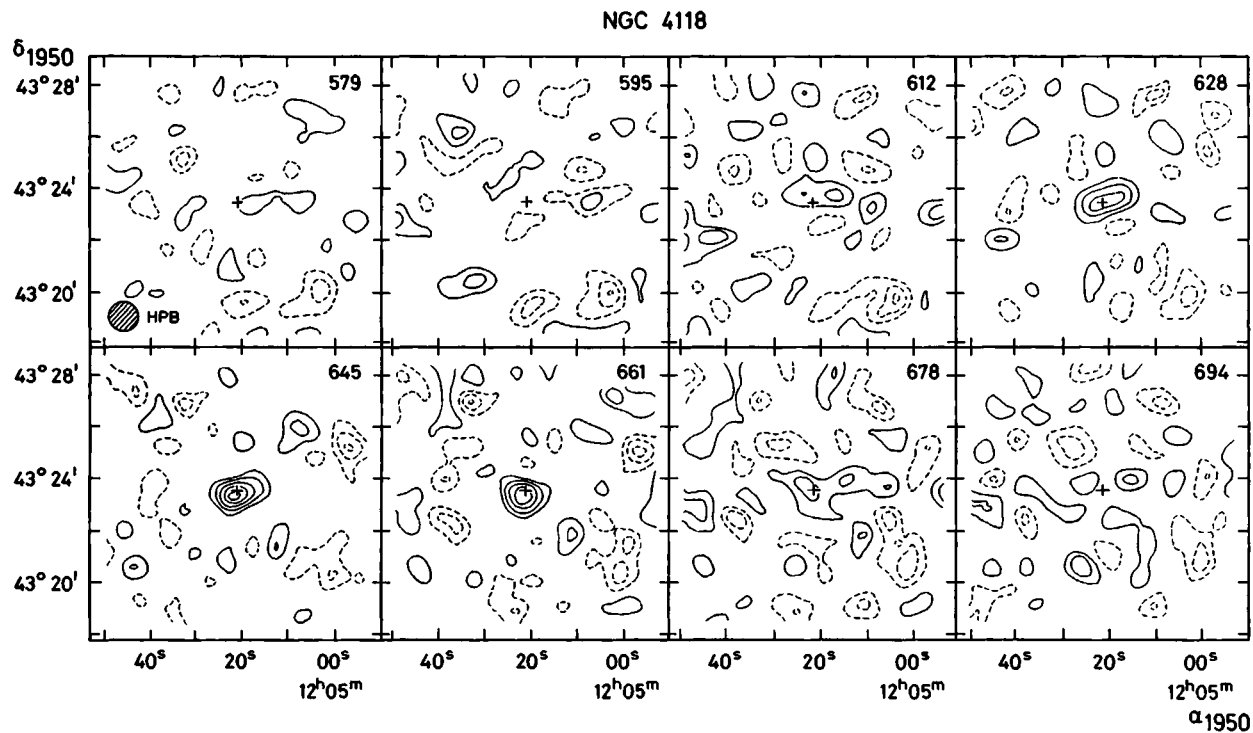 NGC 4118
δ1950
43° 28'
579
595
612
628
43° 24'
43° 20'
HPB
43° 28'
645
661
678
694
43° 24'
43° 20'
40s 20s 00s 40s 20s 00s 40s 20s 00s 40s 20s 00s
12h05m 12h05m 12h05m 12h05m
α1950